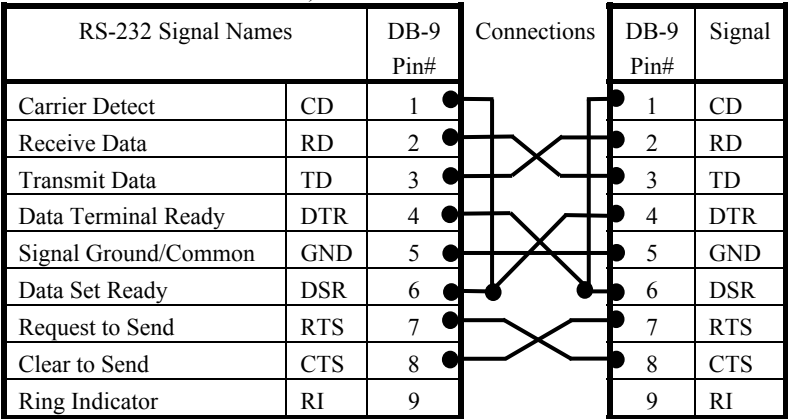 RS-232 Signal Names DB-9 Pin# Connections DB-9 Pin# Signal
Carrier Detect CD 1 1 CD
Receive Data RD 2 2 RD
Transmit Data TD 3 3 TD
Data Terminal Ready DTR 4 4 DTR
Signal Ground/Common GND 5 5 GND
Data Set Ready DSR 6 6 DSR
Request to Send RTS 7 7 RTS
Clear to Send CTS 8 8 CTS
Ring Indicator RI 9 9 RI